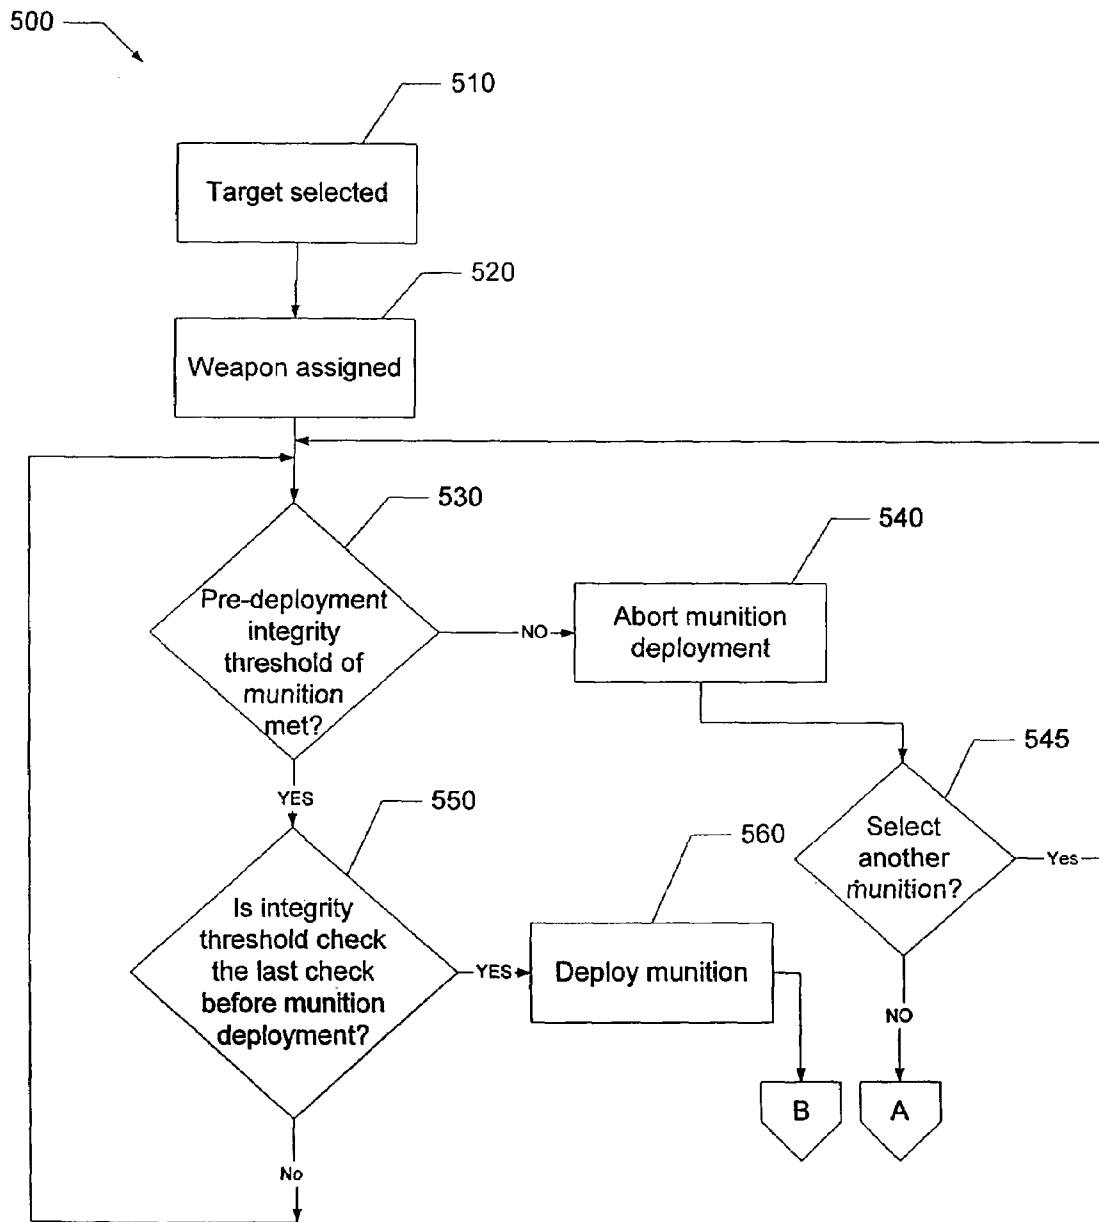 500
510
Target selected
520
Weapon assigned
530
Pre-deployment
integrity
threshold of
munition
met?
NO
540
Abort munition
deployment
545
Select
another
munition?
Yes
YES
550
Is integrity
threshold check
the last check
before munition
deployment?
YES
560
Deploy munition
NO
B
A
No